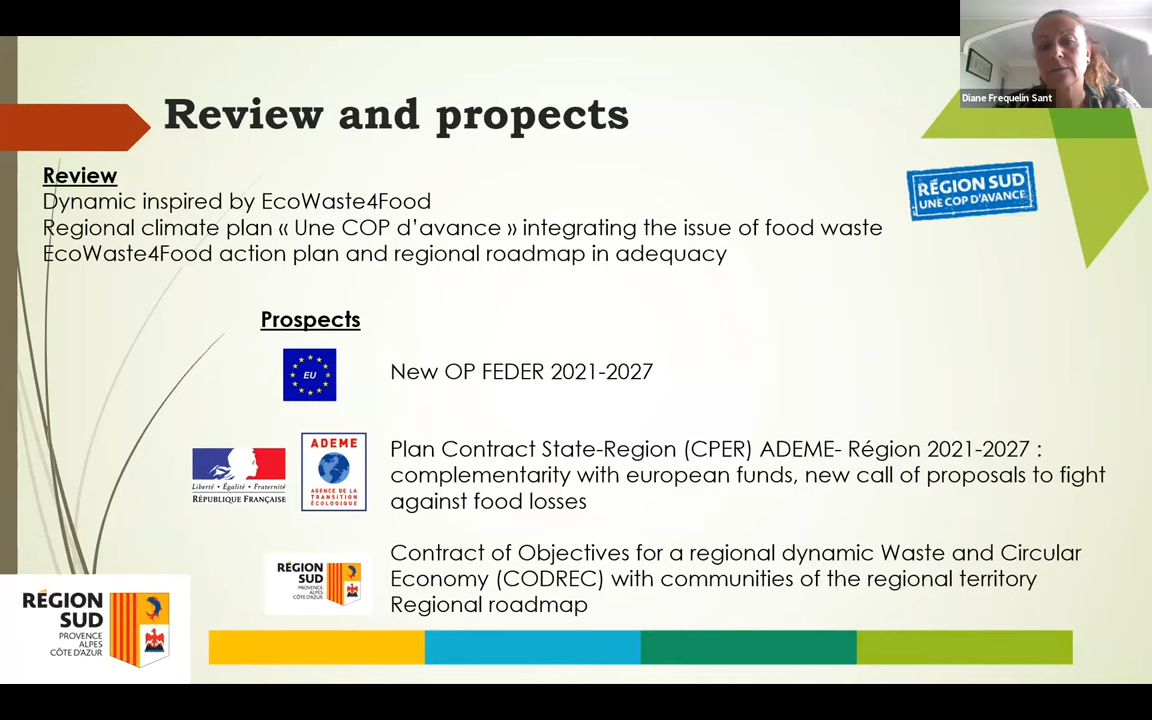 Diane Frequelin Sant
Review and propects
RÉGION SUD
UNE COP D'AVANCE
Review
Dynamic inspired by EcoWaste4Food
Regional climate plan « Une COP d'avance » integrating the issue of food waste
EcoWaste4Food action plan and regional roadmap in adequacy
Prospects
EU
New OP FEDER 2021-2027
Liberté • Égalité • Fraternité
RÉPUBLIQUE FRANÇAISE
ADEME
AGENCE DE LA
TRANSITION
ÉCOLOGIQUE
Plan Contract State-Region (CPER) ADEME- Région 2021-2027 :
complementarity with european funds, new call of proposals to fight
against food losses
RÉGION
SUD
PROVENCE
ALPES
CÔTE D'AZUR
Contract of Objectives for a regional dynamic Waste and Circular
Economy (CODREC) with communities of the regional territory
Regional roadmap
RÉGION
SUD
PROVENCE
ALPES
CÔTE D'AZUR